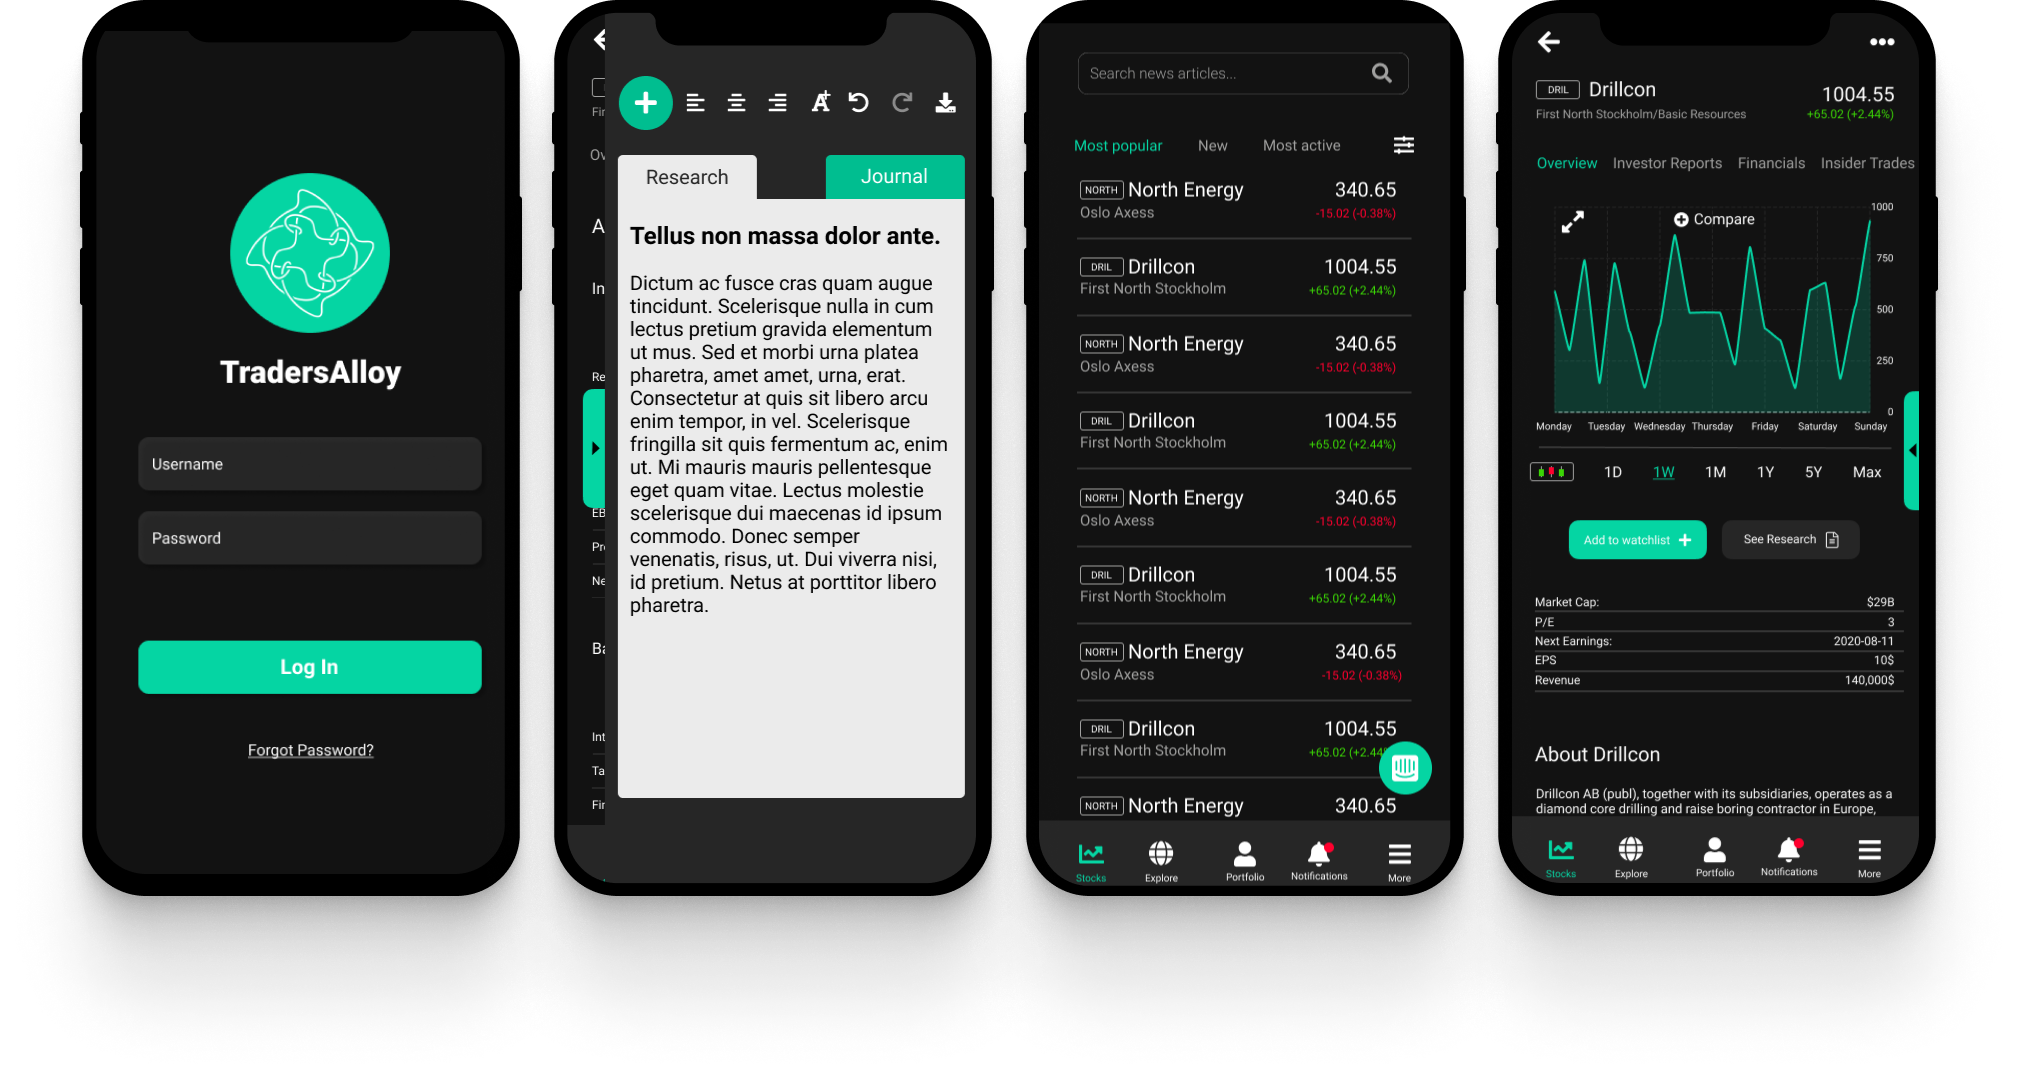 TradersAlloy
Username
Password
Log In
Forgot Password?
Research
Journal
Tellus non massa dolor ante.
Dictum ac fusce cras quam augue
tincidunt. Scelerisque nulla in cum
lectus pretium gravida elementum
ut mus. Sed et morbi urna platea
pharetra, amet amet, urna, erat.
Consectetur at quis sit libero arcu
enim tempor, in vel. Scelerisque
fringilla sit quis fermentum ac, enim
ut. Mi mauris mauris pellentesque
eget quam vitae. Lectus molestie
scelerisque dui maecenas id ipsum
commodo. Donec semper
venenatis, risus, ut. Dui viverra nisi,
id pretium. Netus at porttitor libero
pharetra.
Search news articles...
Most popular New Most active
NORTH North Energy 340.65
Oslo Axess -15.02 (-0.38%)
DRIL Drillcon 1004.55
First North Stockholm +65.02 (+2.44%)
NORTH North Energy 340.65
Oslo Axess -15.02 (-0.38%)
DRIL Drillcon 1004.55
First North Stockholm +65.02 (+2.44%)
NORTH North Energy 340.65
Oslo Axess -15.02 (-0.38%)
DRIL Drillcon 1004.55
First North Stockholm +65.02 (+2.44%)
NORTH North Energy 340.65
Oslo Axess -15.02 (-0.38%)
DRIL Drillcon 1004.55
First North Stockholm +65.02 (+2.44
NORTH North Energy 340.65
Stocks Explore Portfolio Notifications More
DRIL Drillcon 1004.55
First North Stockholm/Basic Resources +65.02 (+2.44%)
Overview Investor Reports Financials Insider Trades
Compare
1000
750
500
250
0
Monday Tuesday Wednesday Thursday Friday Saturday Sunday
1D 1W 1M 1Y 5Y Max
Add to watchlist See Research
Market Cap: $29B
P/E 3
Next Earnings: 2020-08-11
EPS 10$
Revenue 140,000$
About Drillcon
Drillcon AB (publ), together with its subsidiaries, operates as a
diamond core drilling and raise boring contractor in Europe,
Stocks Explore Portfolio Notifications More